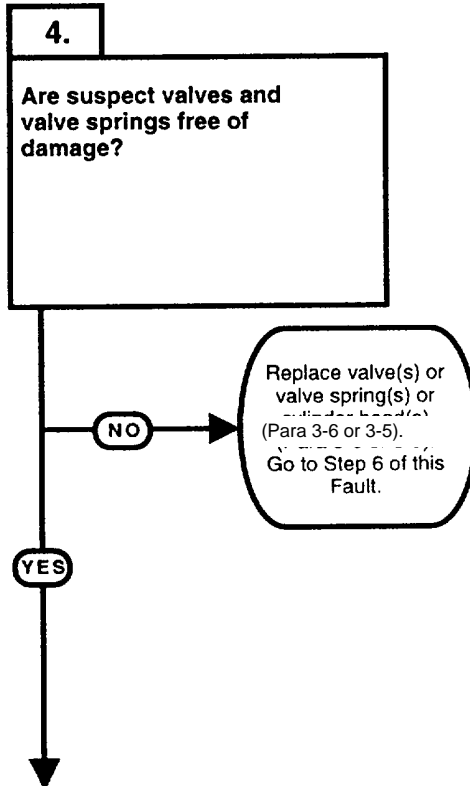 4.
Are suspect valves and
valve springs free of
damage?
Replace valve(s) or
valve spring(s) or
(Para 3-6 or 3-5).
Go to Step 6 of this
Fault.
NO
YES